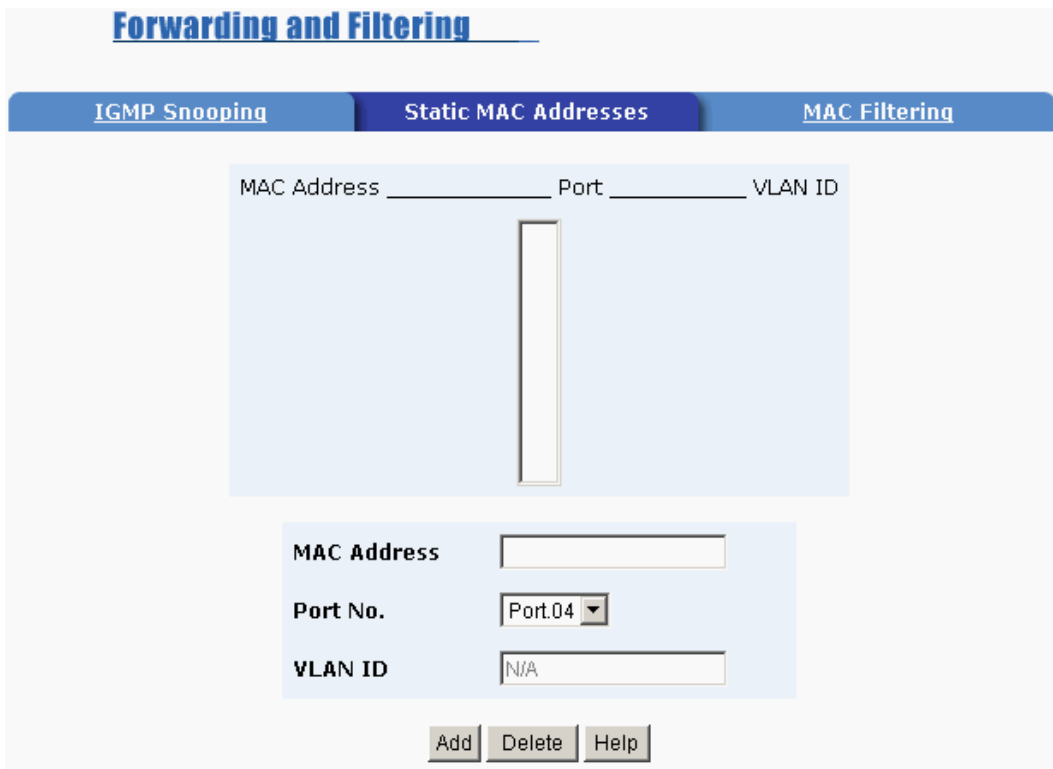 Forwarding and Filtering
IGMP Snooping Static MAC Addresses MAC Filtering
MAC Address Port VLAN ID
MAC Address
Port No. Port.04
VLAN ID N/A
Add Delete Help